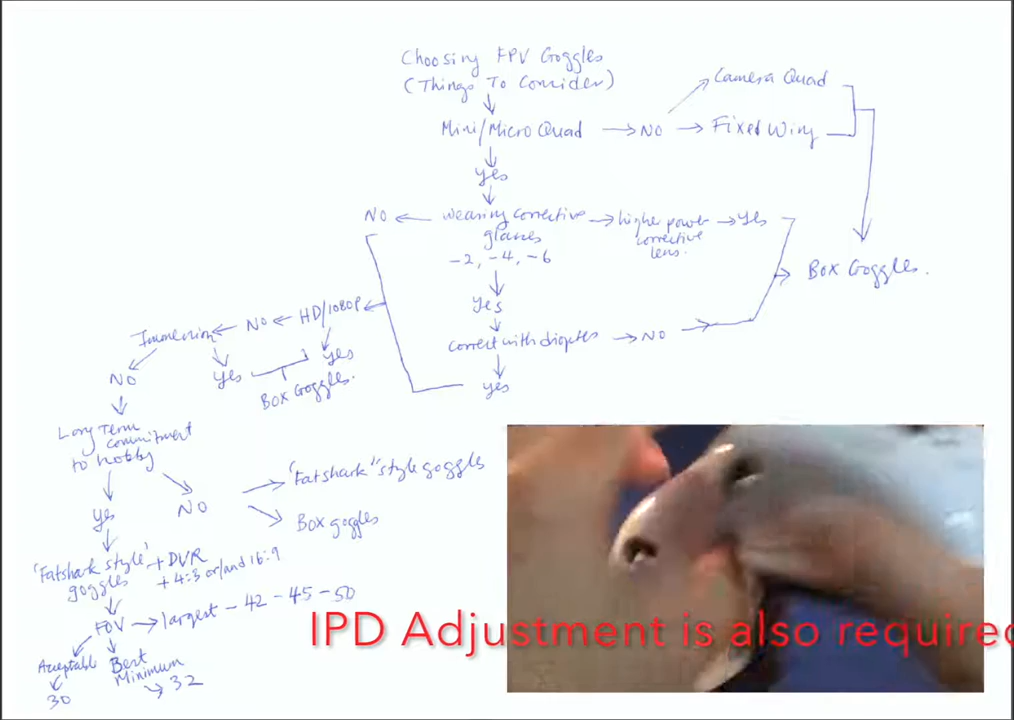 Choosing FPV Goggles
(Things To Consider)
Mini/Micro Quad
NO
Camera Quad
Fixed Wing
Yes
NO
wearing corrective
glasses
-2, -4, -6
higher power
corrective
lens.
Yes
Box Goggles.
Yes
correct with diopters
NO
Yes
HD/1080P
NO
Immersion
Yes
Yes
Box Goggles.
NO
Long Term
commitment
to hobby
NO
'Fatshark" style goggles
Box goggles
Yes
'Fatshark style'
goggles
+ DVR
+ 4:3 or/and 16:9
FOV
largest - 42 - 45 - 50
Acceptable
30
Best
Minimum
32
IPD Adjustment is also required